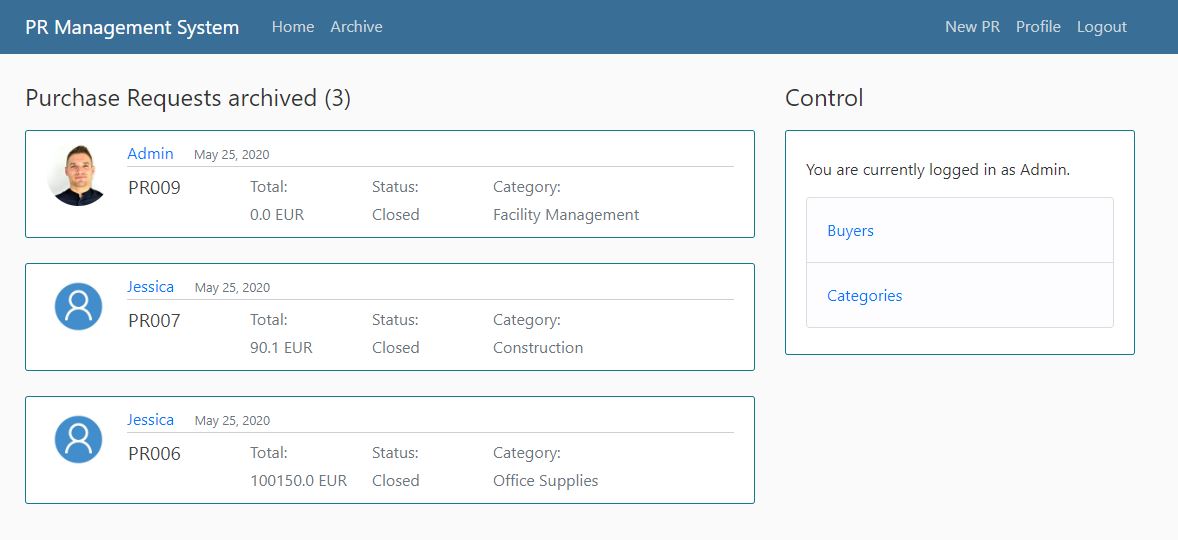 PR Management System Home Archive New PR Profile Logout
Purchase Requests archived (3)
Admin May 25, 2020
PR009 Total: Status: Category:
0.0 EUR Closed Facility Management
Jessica May 25, 2020
PR007 Total: Status: Category:
90.1 EUR Closed Construction
Jessica May 25, 2020
PR006 Total: Status: Category:
100150.0 EUR Closed Office Supplies
Control
You are currently logged in as Admin.
Buyers
Categories